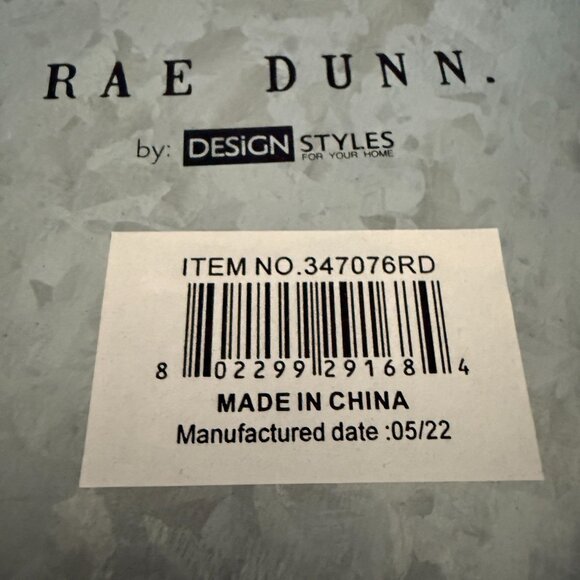 RAE DUNN.
by: DESiGN STYLES
FOR YOUR HOME
ITEM NO.347076RD
8 02299 29168 4
MADE IN CHINA
Manufactured date :05/22